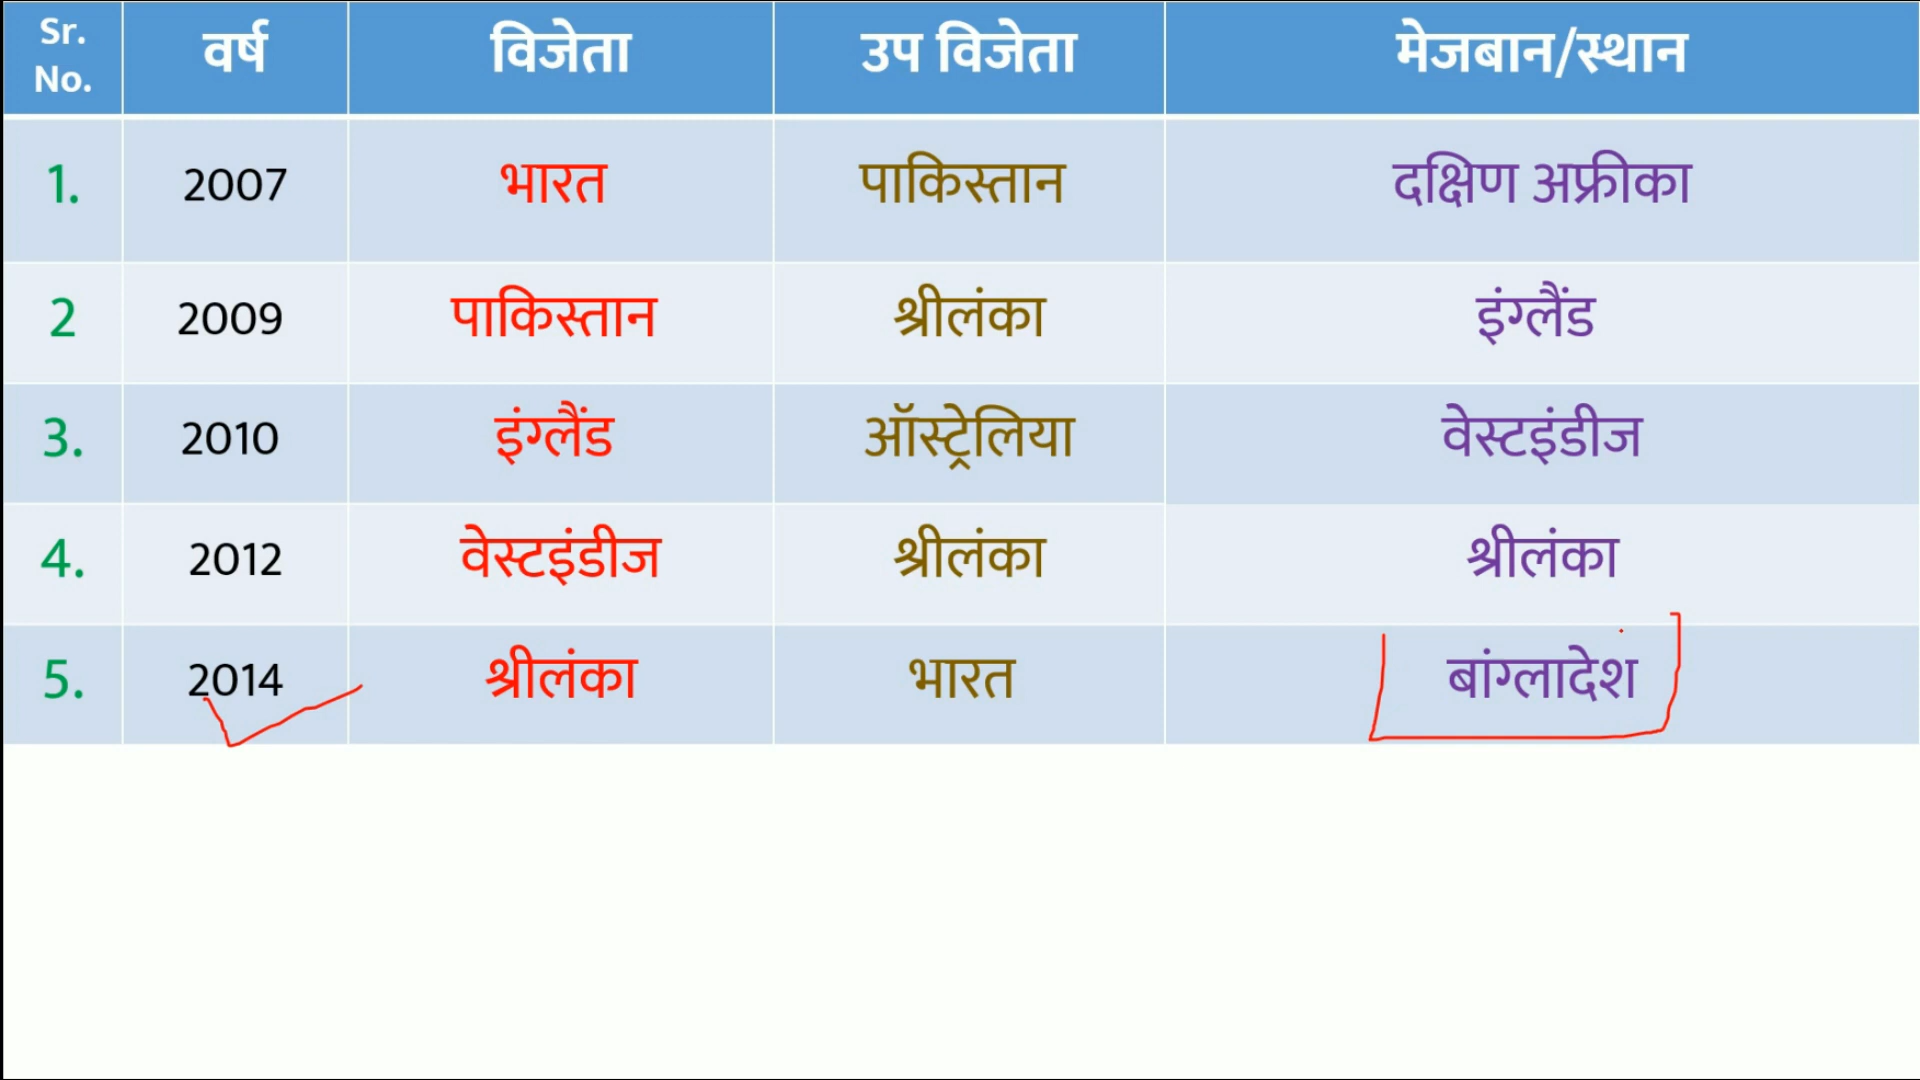 Sr. No. वर्ष विजेता उप विजेता मेजबान/स्थान
1. 2007 भारत पाकिस्तान दक्षिण अफ्रीका
2 2009 पाकिस्तान श्रीलंका इंग्लैंड
3. 2010 इंग्लैंड ऑस्ट्रेलिया वेस्टइंडीज
4. 2012 वेस्टइंडीज श्रीलंका श्रीलंका
5. 2014 श्रीलंका भारत बांग्लादेश